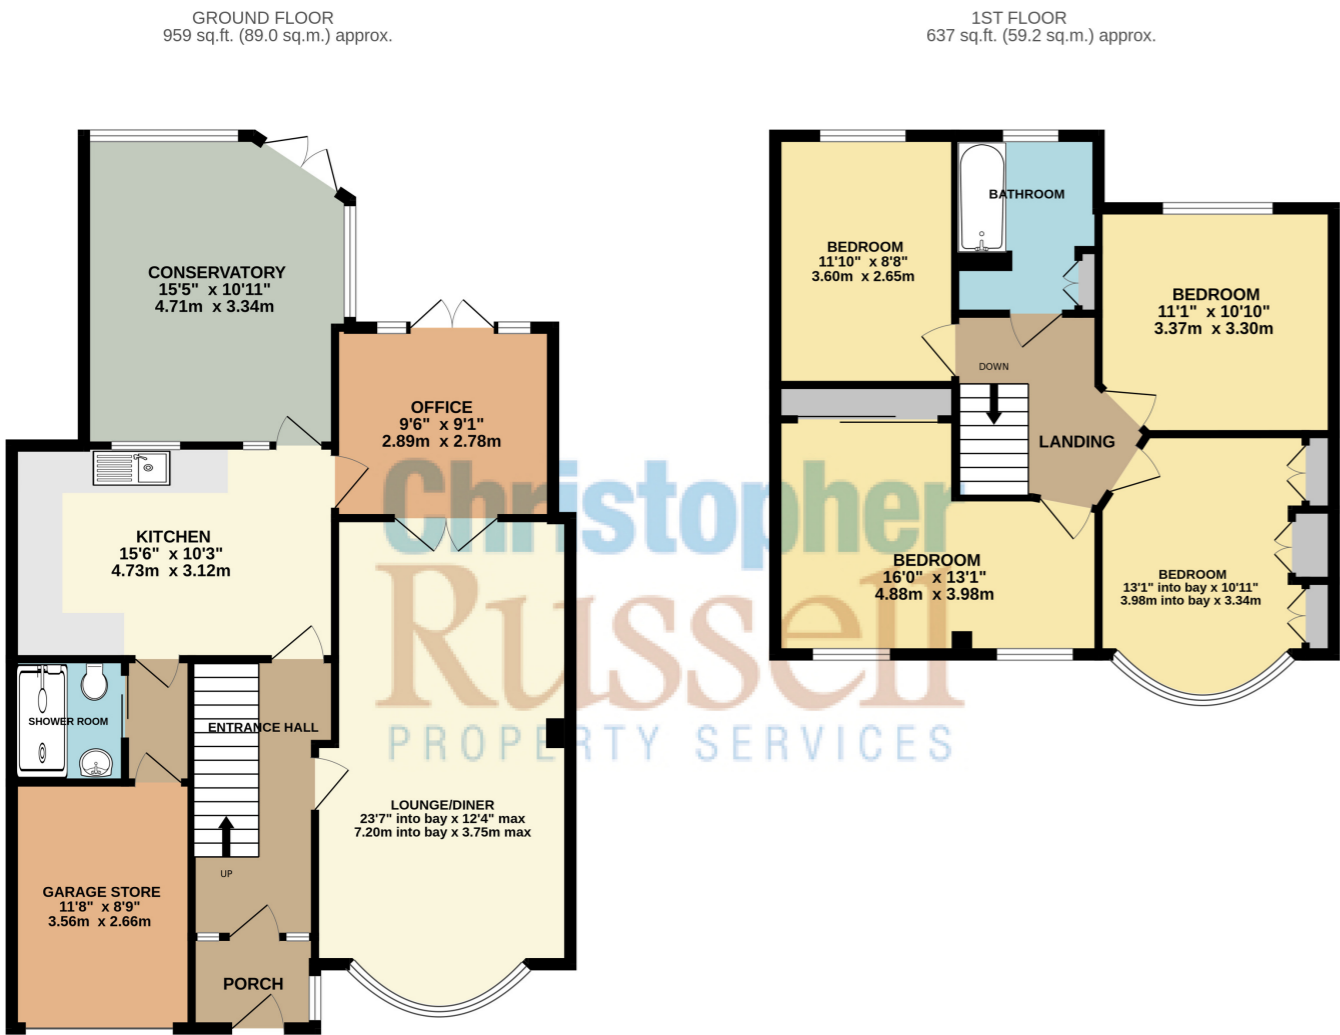 GROUND FLOOR
959 sq.ft. (89.0 sq.m.) approx.
1ST FLOOR
637 sq.ft. (59.2 sq.m.) approx.
CONSERVATORY
15'5" x 10'11"
4.71m x 3.34m
OFFICE
9'6" x 9'1"
2.89m x 2.78m
KITCHEN
15'6" x 10'3"
4.73m x 3.12m
SHOWER ROOM
ENTRANCE HALL
LOUNGE/DINER
23'7" into bay x 12'4" max
7.20m into bay x 3.75m max
UP
GARAGE STORE
11'8" x 8'9"
3.56m x 2.66m
PORCH
BATHROOM
BEDROOM
11'10" x 8'8"
3.60m x 2.65m
BEDROOM
11'1" x 10'10"
3.37m x 3.30m
DOWN
LANDING
BEDROOM
16'0" x 13'1"
4.88m x 3.98m
BEDROOM
13'1" into bay x 10'11"
3.98m into bay x 3.34m
Christopher
Russell
PROPERTY SERVICES